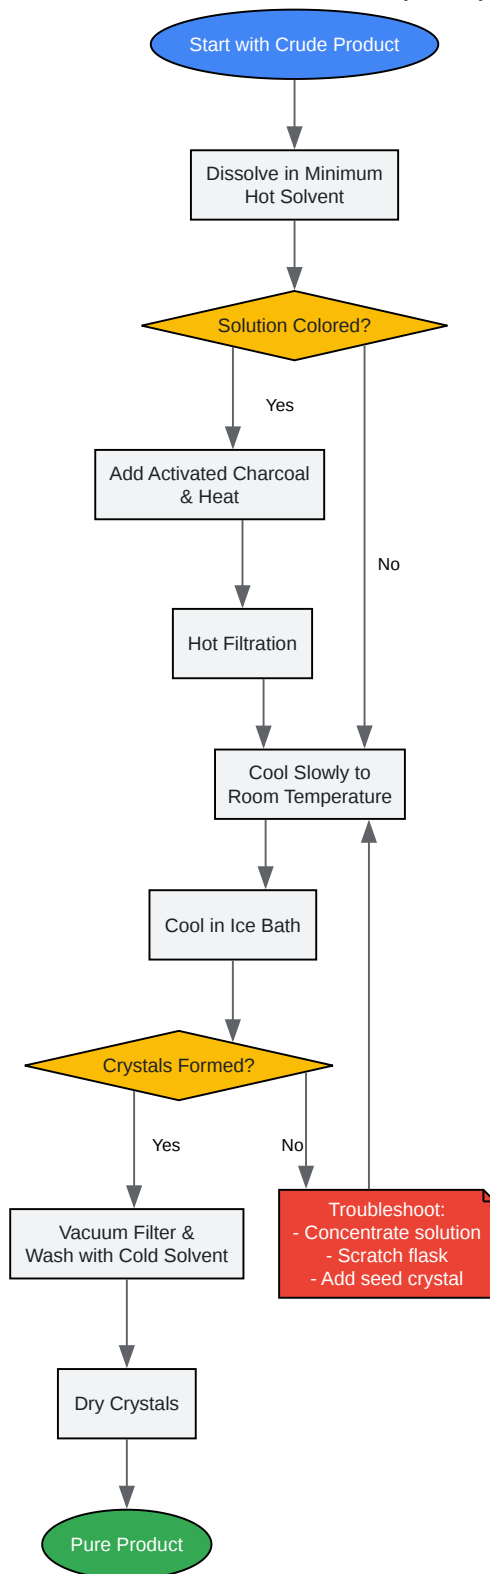 Start with Crude Product
Dissolve in Minimum
Hot Solvent
Solution Colored?
Yes
Add Activated Charcoal
& Heat
No
Hot Filtration
Cool Slowly to
Room Temperature
Cool in Ice Bath
Crystals Formed?
Yes
No
Troubleshoot:
- Concentrate solution
- Scratch flask
- Add seed crystal
Vacuum Filter &
Wash with Cold Solvent
Dry Crystals
Pure Product